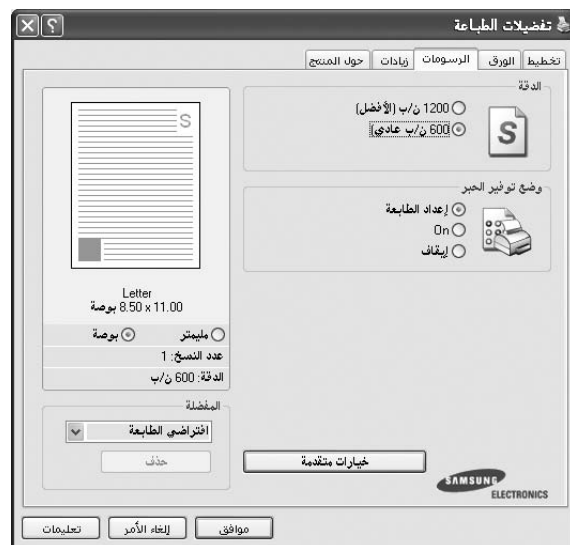 تفضيلات الطباعة
تخطيط الورق الرسومات زيادات حول المنتج
الدقة
1200 ن/ب (الأفضل)
600 ن/ب عادي)
S
وضع توفير الحبر
إعداد الطابعة
On
إيقاف
S
Letter
8.50 x 11.00 بوصة
مليمتر بوصة
عدد النسخ: 1
الدقة: 600 ن/ب
المفضلة
افتراضي الطابعة
حذف
خيارات متقدمة
SAMSUNG
ELECTRONICS
موافق إلغاء الأمر تعليمات